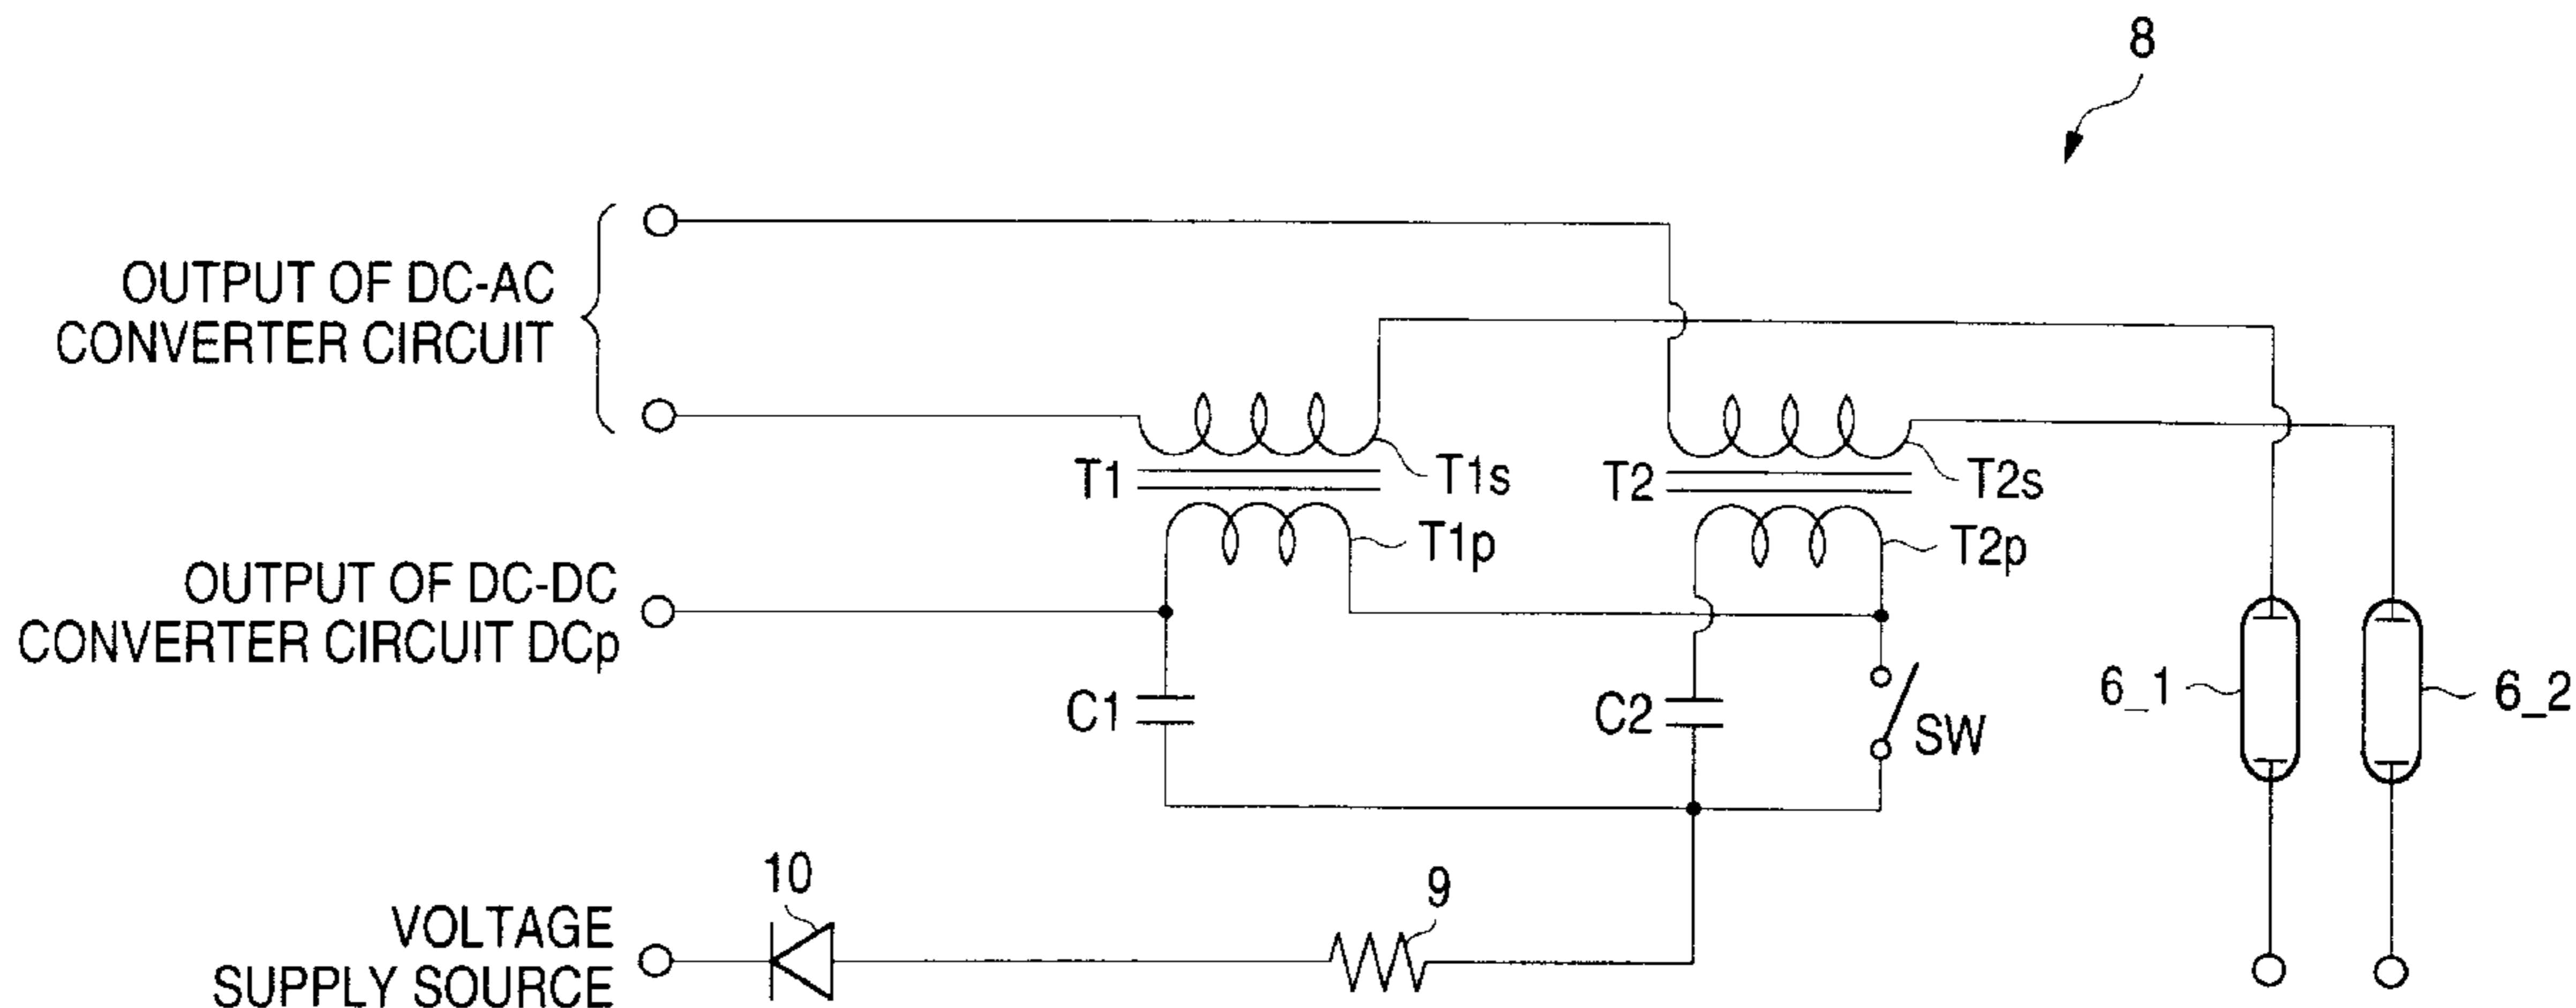 8
OUTPUT OF DC-AC
CONVERTER CIRCUIT
T1
T1s
T2
T2s
T1p
T2p
OUTPUT OF DC-DC
CONVERTER CIRCUIT DCp
C1
C2
SW
6_1
6_2
10
9
VOLTAGE
SUPPLY SOURCE